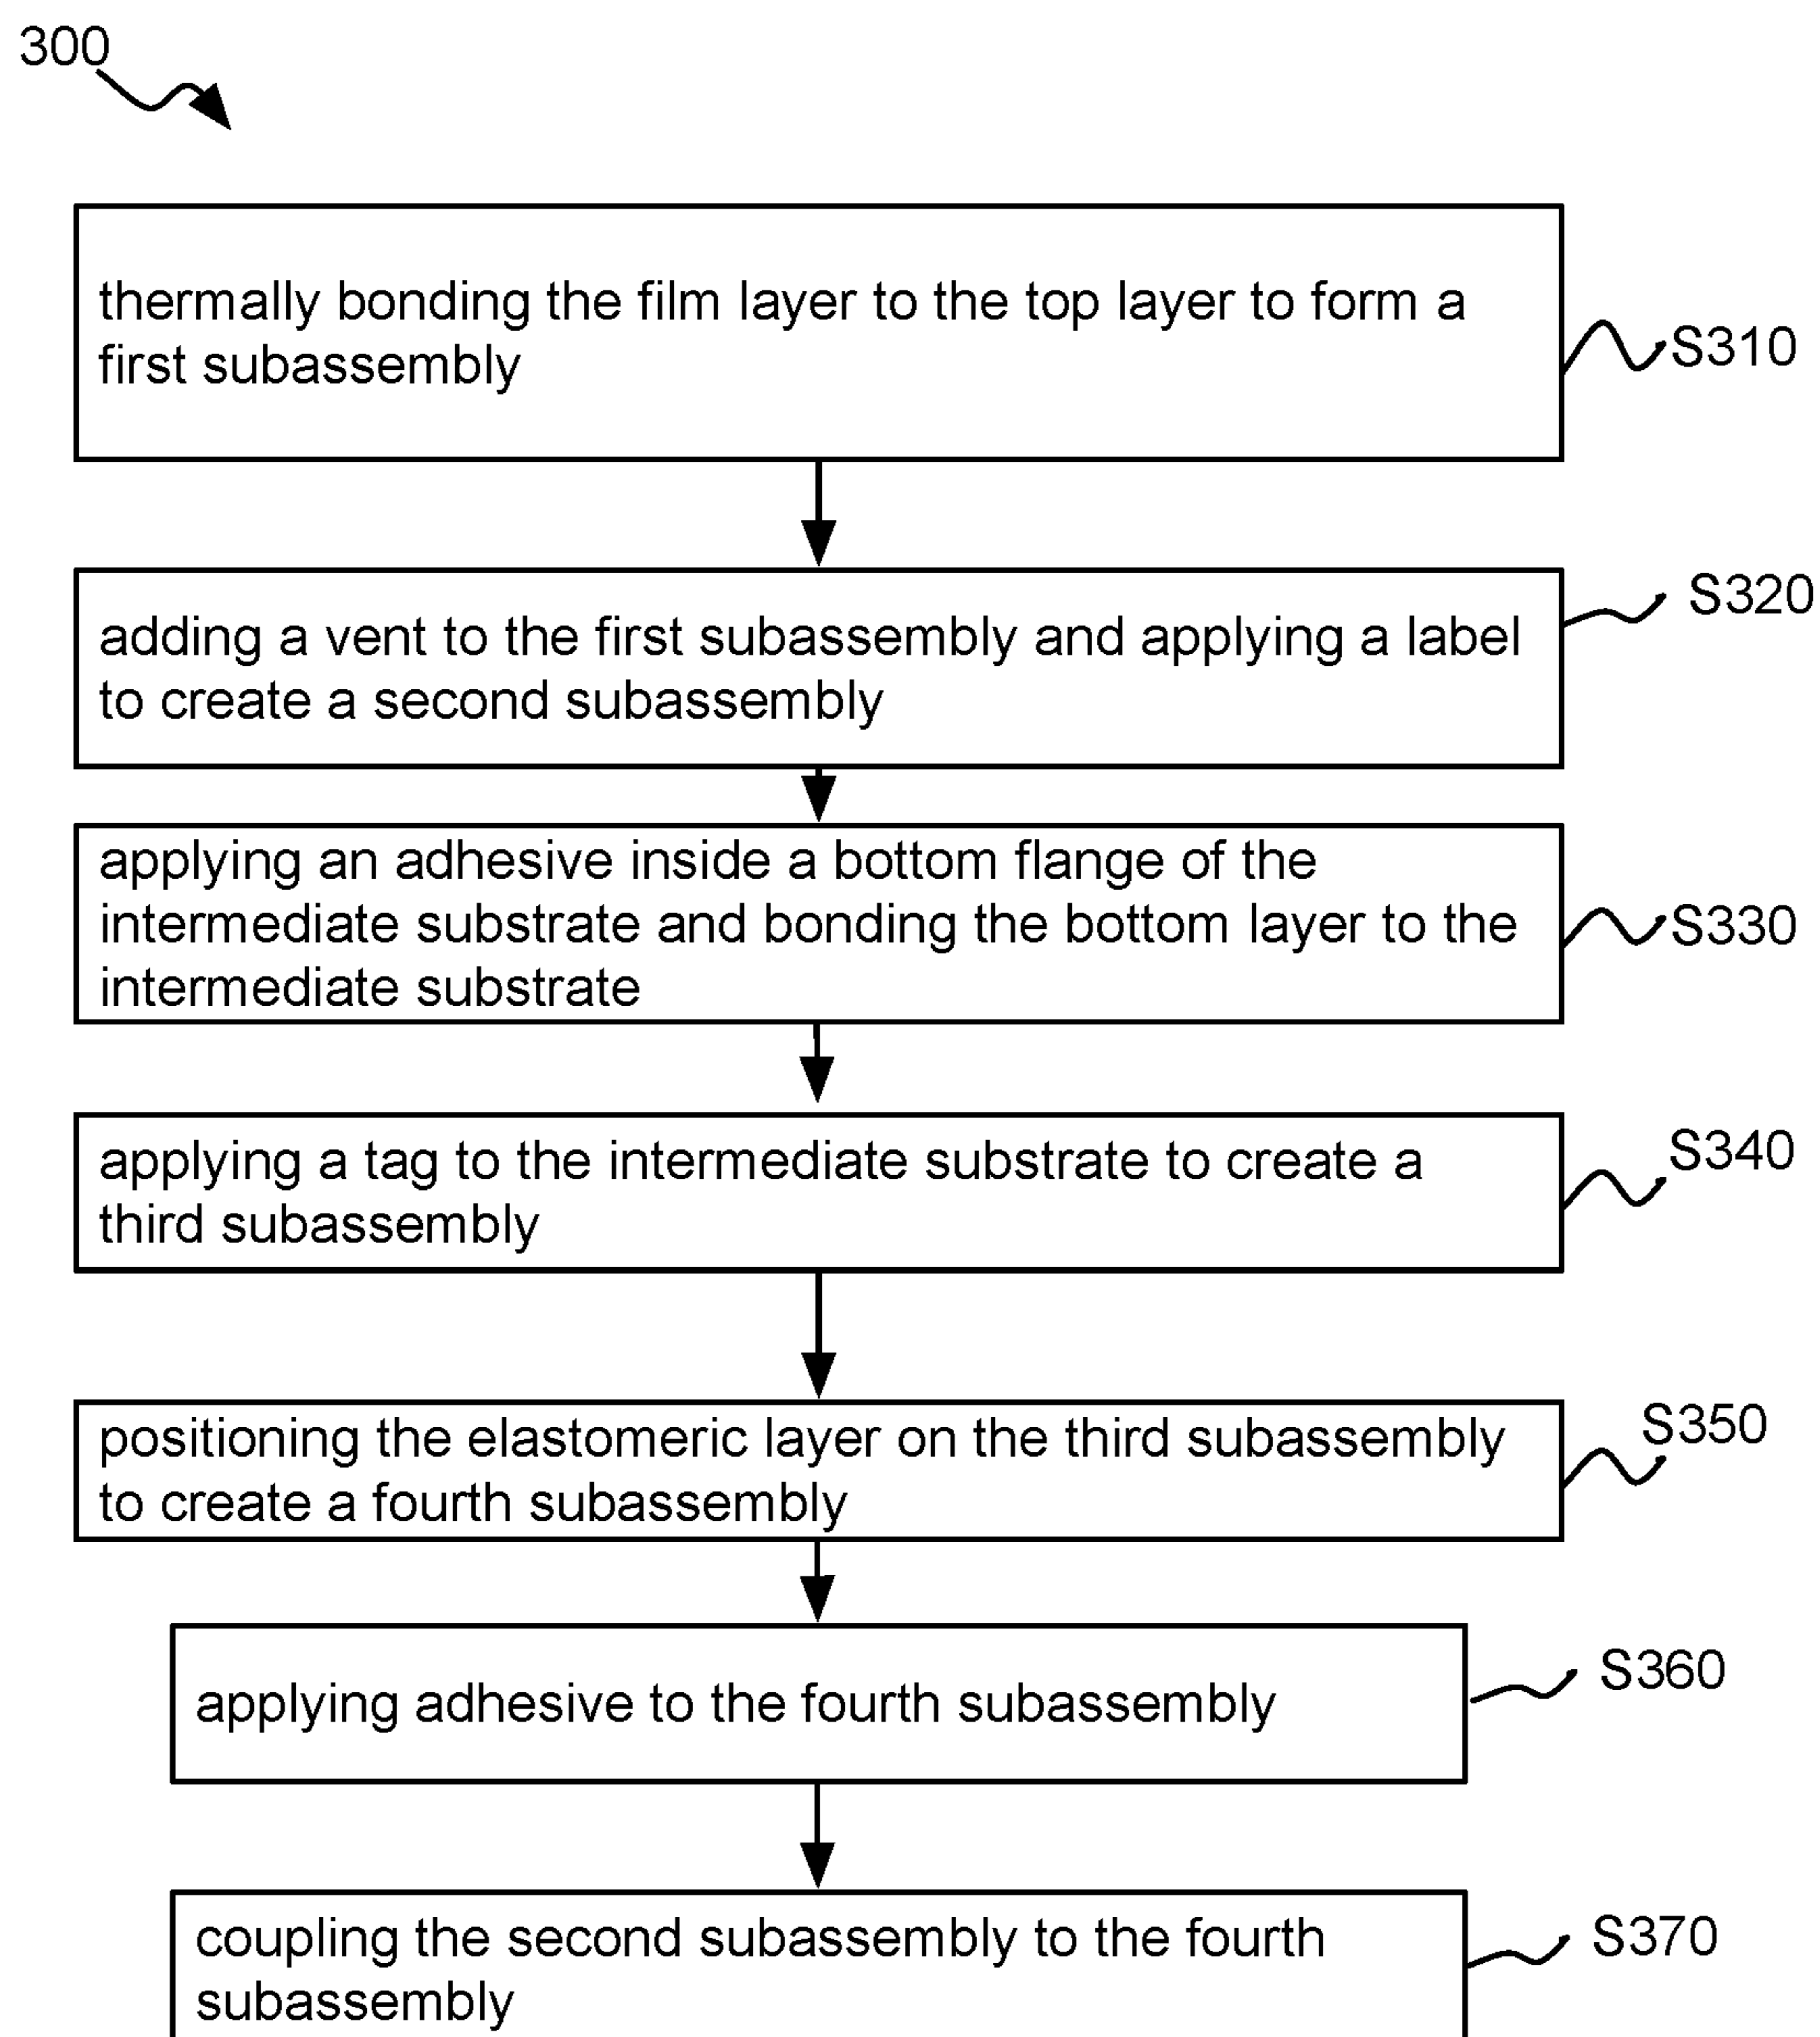 300
thermally bonding the film layer to the top layer to form a
first subassembly
S310
adding a vent to the first subassembly and applying a label
to create a second subassembly
S320
applying an adhesive inside a bottom flange of the
intermediate substrate and bonding the bottom layer to the
intermediate substrate
S330
applying a tag to the intermediate substrate to create a
third subassembly
S340
positioning the elastomeric layer on the third subassembly
to create a fourth subassembly
S350
applying adhesive to the fourth subassembly
S360
coupling the second subassembly to the fourth
subassembly
S370